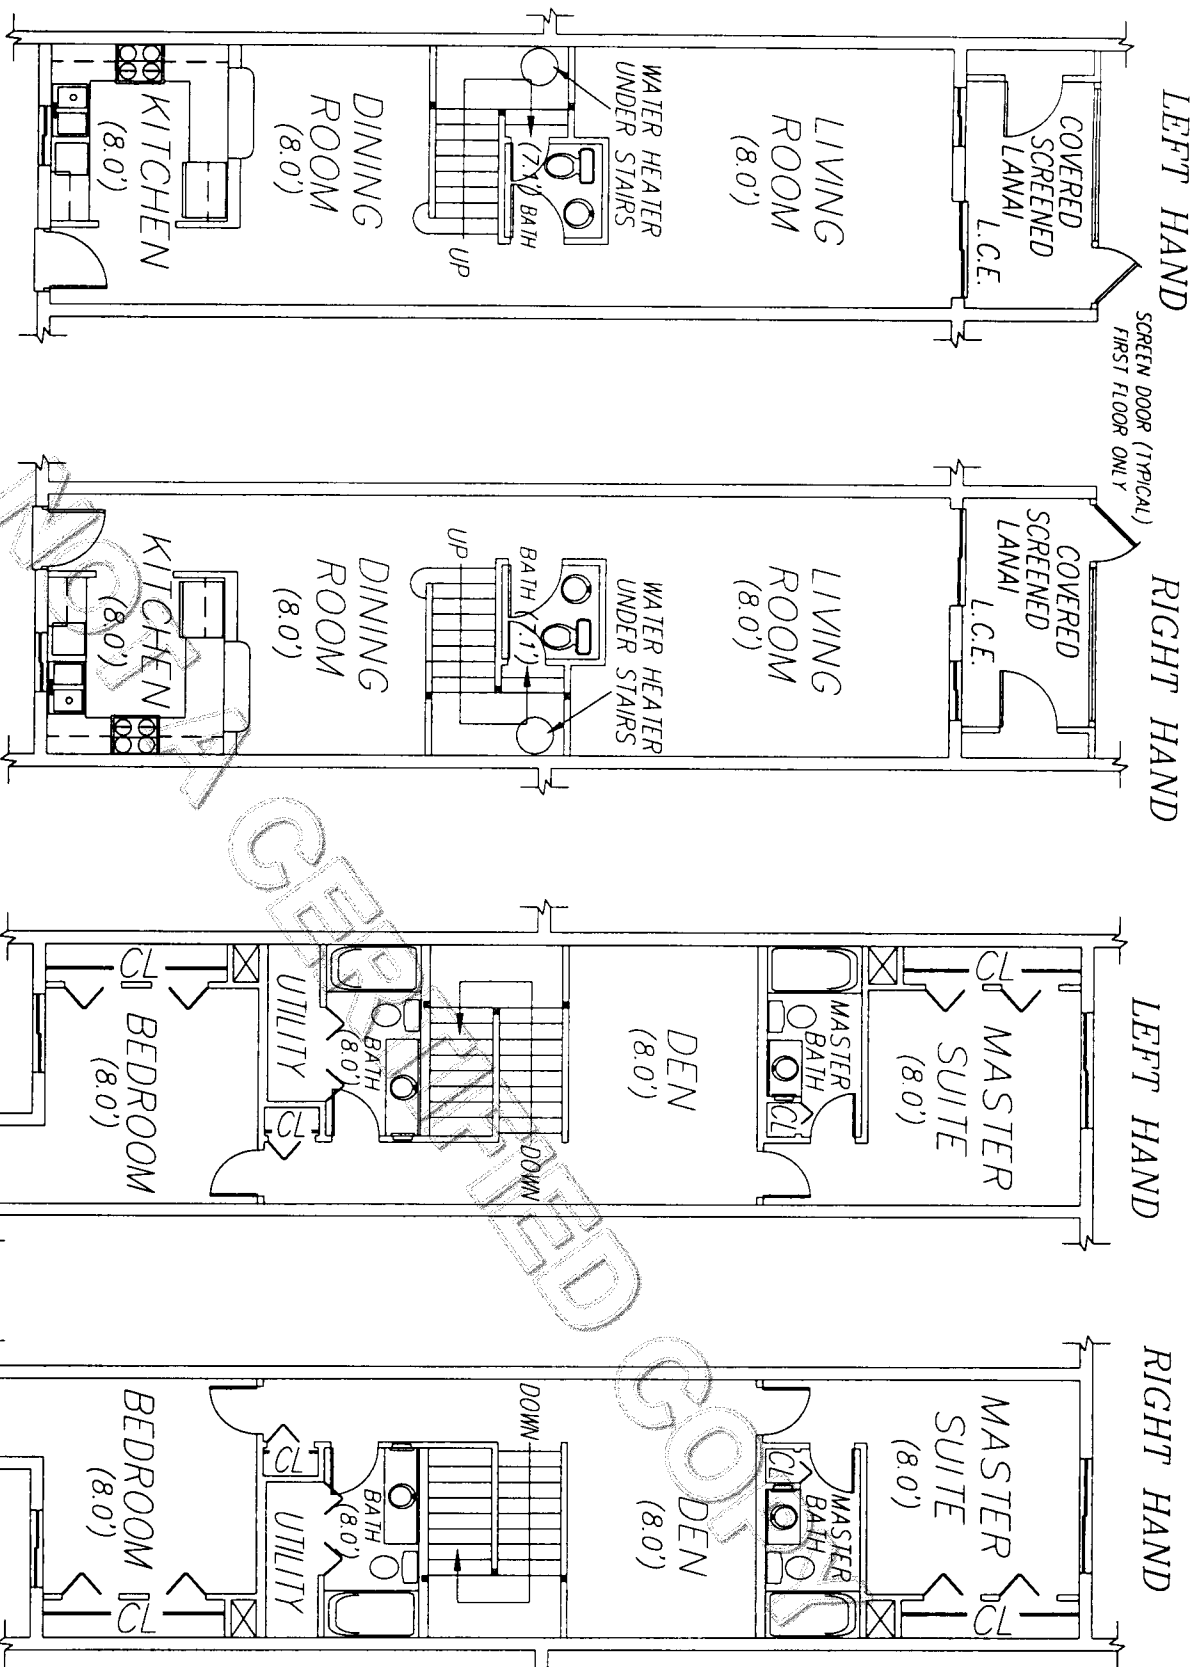 LEFT HAND
COVERED
SCREENED
LANAI
L.C.E.
LIVING
ROOM
(8.0')
WATER HEATER
UNDER STAIRS
BATH
(7.1')
UP
DINING
ROOM
(8.0')
KITCHEN
(8.0')
SCREEN DOOR (TYPICAL)
FIRST FLOOR ONLY
RIGHT HAND
COVERED
SCREENED
LANAI
L.C.E.
LIVING
ROOM
(8.0')
WATER HEATER
UNDER STAIRS
BATH (7.1')
UP
DINING
ROOM
(8.0')
KITCHEN
(8.0')
LEFT HAND
CL
MASTER
SUITE
(8.0')
MASTER
BATH
CL
DEN
(8.0')
DOWN
BATH
(8.0')
UTILITY
CL
BEDROOM
(8.0')
CL
RIGHT HAND
MASTER
SUITE
(8.0')
CL
MASTER
BATH
CL
DEN
(8.0')
DOWN
BATH
(8.0')
UTILITY
CL
BEDROOM
(8.0')
CL
NOT A CERTIFIED COPY